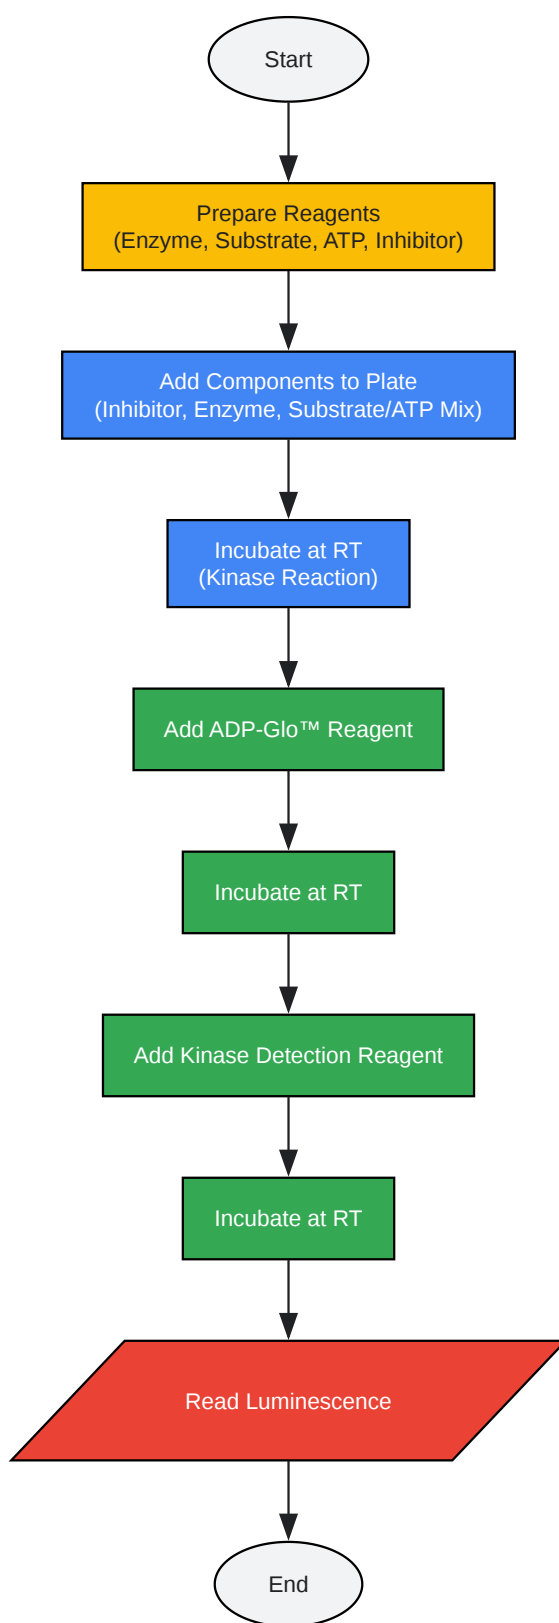 Start
Prepare Reagents
(Enzyme, Substrate, ATP, Inhibitor)
Add Components to Plate
(Inhibitor, Enzyme, Substrate/ATP Mix)
Incubate at RT
(Kinase Reaction)
Add ADP-Glo™ Reagent
Incubate at RT
Add Kinase Detection Reagent
Incubate at RT
Read Luminescence
End